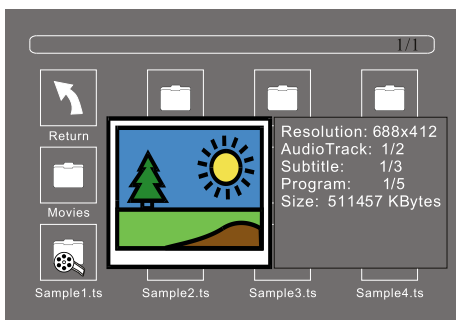 1/1
Return
Resolution: 688x412
AudioTrack: 1/2
Subtitle: 1/3
Program: 1/5
Size: 511457 KBytes
Movies
Sample1.ts Sample2.ts Sample3.ts Sample4.ts